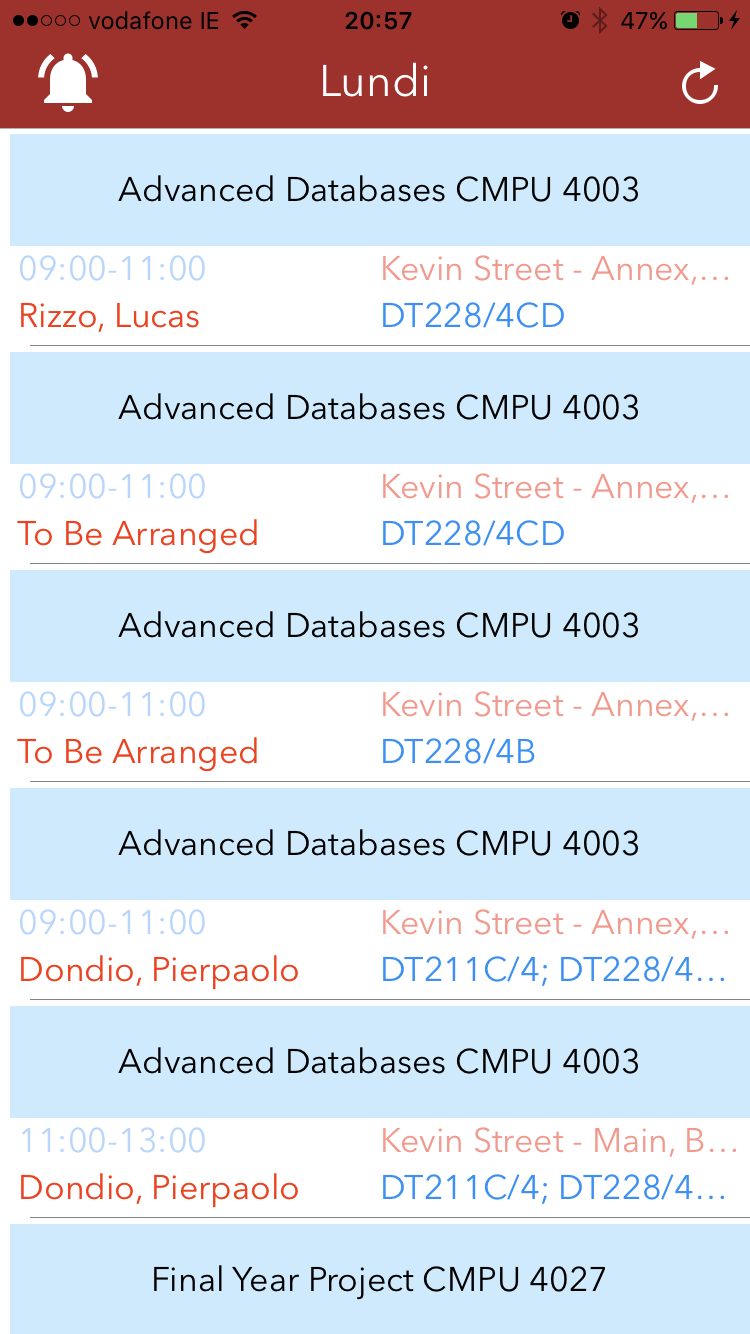 vodafone IE 20:57 47%
Lundi
Advanced Databases CMPU 4003
09:00-11:00 Kevin Street - Annex,...
Rizzo, Lucas DT228/4CD
Advanced Databases CMPU 4003
09:00-11:00 Kevin Street - Annex,...
To Be Arranged DT228/4CD
Advanced Databases CMPU 4003
09:00-11:00 Kevin Street - Annex,...
To Be Arranged DT228/4B
Advanced Databases CMPU 4003
09:00-11:00 Kevin Street - Annex,...
Dondio, Pierpaolo DT211C/4; DT228/4...
Advanced Databases CMPU 4003
11:00-13:00 Kevin Street - Main, B...
Dondio, Pierpaolo DT211C/4; DT228/4...
Final Year Project CMPU 4027